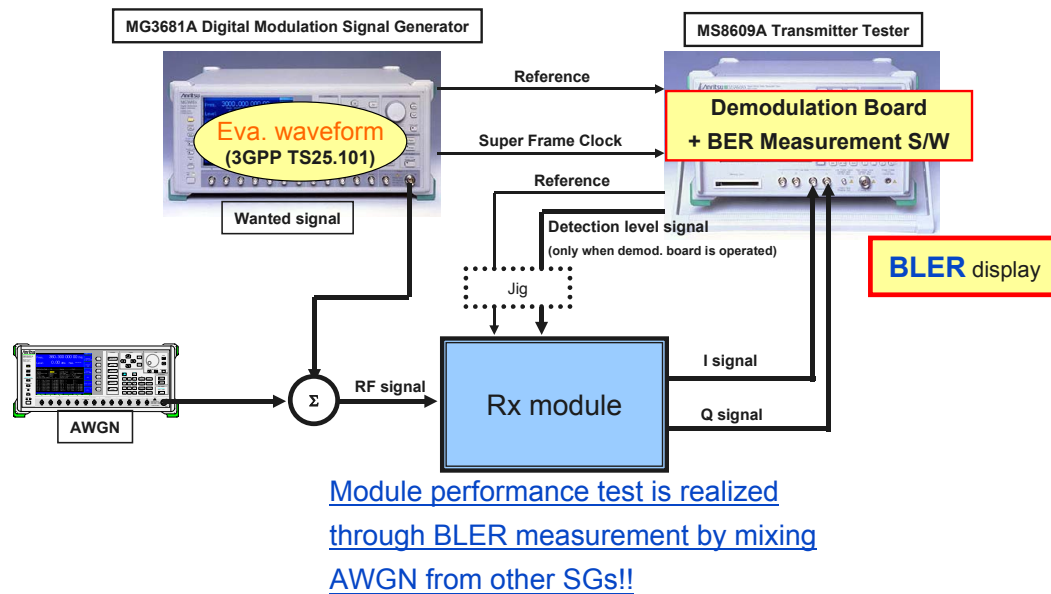 MG3681A Digital Modulation Signal Generator
MS8609A Transmitter Tester
Anritsu
Reference
Eva. waveform
(3GPP TS25.101)
Demodulation Board
+ BER Measurement S/W
Super Frame Clock
Reference
Wanted signal
Detection level signal
(only when demod. board is operated)
BLER display
Jig
I signal
RF signal
Σ
Rx module
Q signal
AWGN
Module performance test is realized
through BLER measurement by mixing
AWGN from other SGs!!